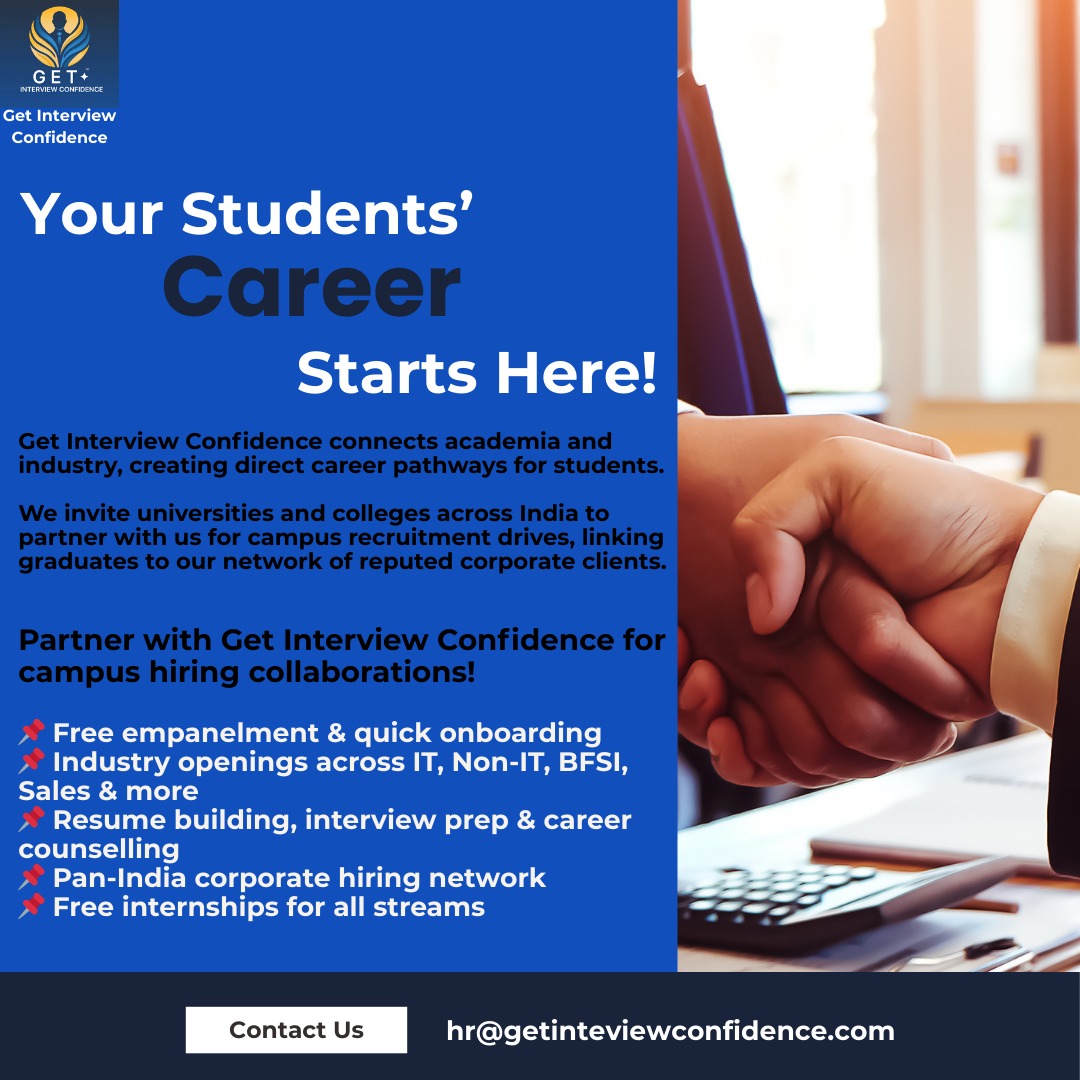 GET
INTERVIEW CONFIDENCE
Get Interview
Confidence
Your Students’
Career
Starts Here!
Get Interview Confidence connects academia and
industry, creating direct career pathways for students.
We invite universities and colleges across India to
partner with us for campus recruitment drives, linking
graduates to our network of reputed corporate clients.
Partner with Get Interview Confidence for
campus hiring collaborations!
📌 Free empanelment & quick onboarding
📌 Industry openings across IT, Non-IT, BFSI,
Sales & more
📌 Resume building, interview prep & career
counselling
📌 Pan-India corporate hiring network
📌 Free internships for all streams
Contact Us
hr@getinteviewconfidence.com